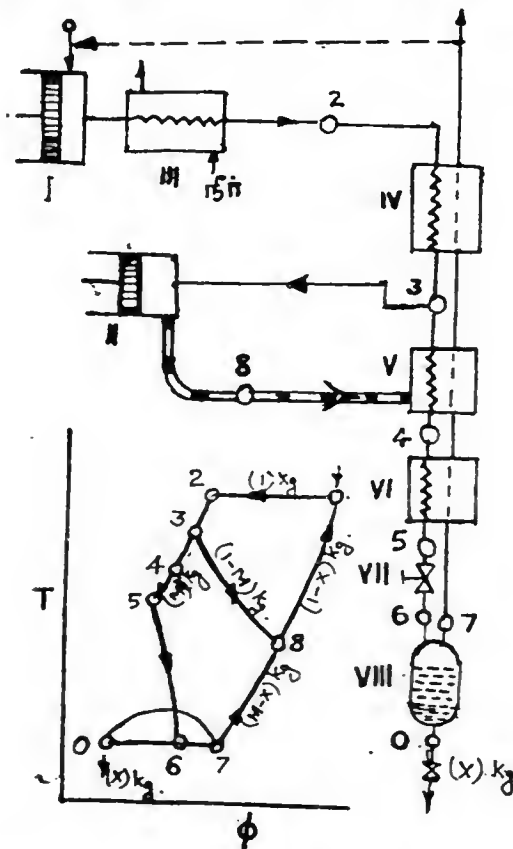 2
I
III
IV
3
II
8
V
4
VI
5
VII
6
7
VIII
0
(X).kg
T
2
(1)kg
3
4
(M)kg
5
(1-M)kg.
(1-X)kg.
8
(M-X)kg
0
6
7
(X)kg.
ϕ